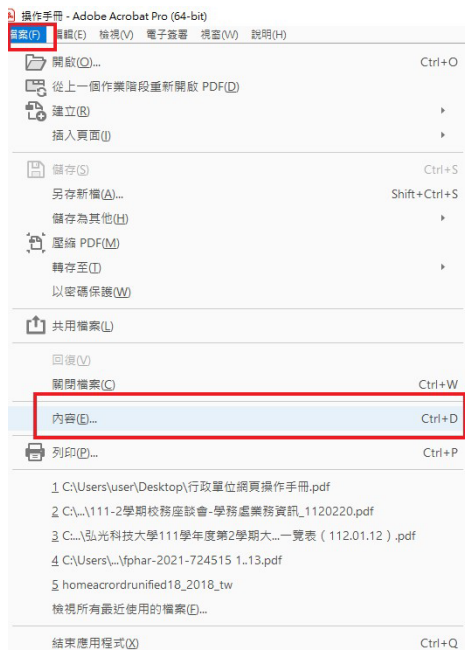 操作手冊 - Adobe Acrobat Pro (64-bit)
檔案(F) 編輯(E) 檢視(V) 電子簽署 視窗(W) 說明(H)
開啟(O)... Ctrl+O
從上一個作業階段重新開啟 PDF(D)
建立(R)
插入頁面(I)
儲存(S) Ctrl+S
另存新檔(A)... Shift+Ctrl+S
儲存為其他(H)
壓縮 PDF(M)
轉存至(T)
以密碼保護(W)
共用檔案(L)
回復(V)
關閉檔案(C) Ctrl+W
內容(E)... Ctrl+D
列印(P)... Ctrl+P
1 C:\Users\user\Desktop\行政單位網頁操作手冊.pdf
2 C:\...\111-2學期校務座談會-學務處業務資訊_1120220.pdf
3 C:\...\弘光科技大學111學年度第2學期大...一覽表（112.01.12）.pdf
4 C:\Users\...\fphar-2021-724515 1..13.pdf
5 homeacrordrunified18_2018_tw
檢視所有最近使用的檔案(F)...
結束應用程式(X) Ctrl+Q